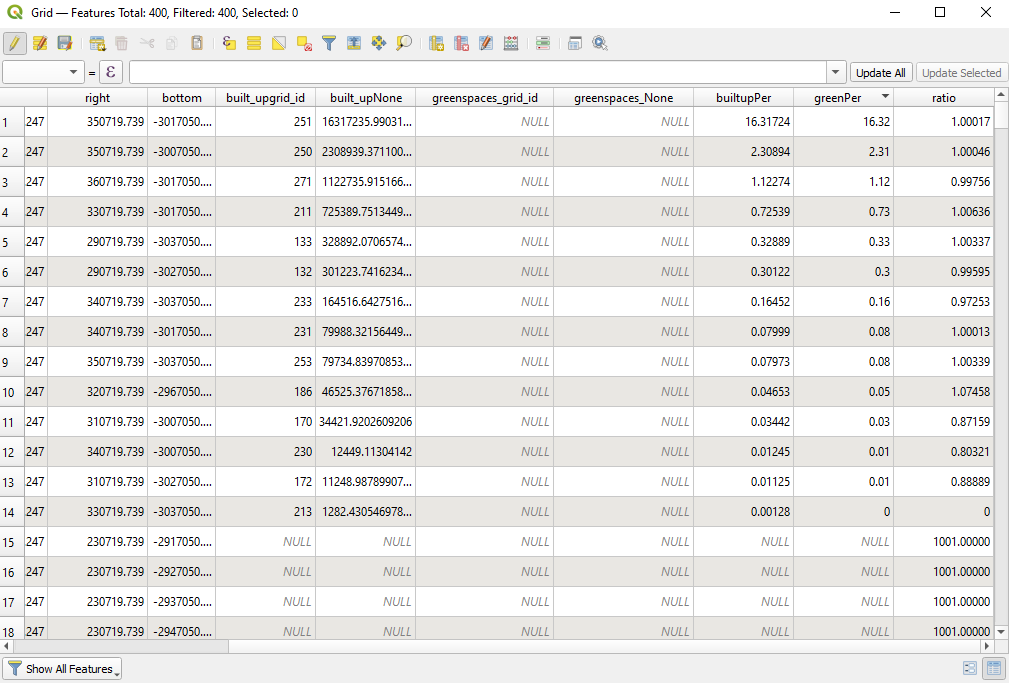 Grid — Features Total: 400, Filtered: 400, Selected: 0
= ε Update All Update Selected
right bottom built_upgrid_id built_upNone greenspaces_grid_id greenspaces_None builtupPer greenPer ratio
1 247 350719.739 -3017050.... 251 16317235.99031... NULL NULL 16.31724 16.32 1.00017
2 247 350719.739 -3007050.... 250 2308939.371100... NULL NULL 2.30894 2.31 1.00046
3 247 360719.739 -3017050.... 271 1122735.915166... NULL NULL 1.12274 1.12 0.99756
4 247 330719.739 -3017050.... 211 725389.7513449... NULL NULL 0.72539 0.73 1.00636
5 247 290719.739 -3037050.... 133 328892.0706574... NULL NULL 0.32889 0.33 1.00337
6 247 290719.739 -3027050.... 132 301223.7416234... NULL NULL 0.30122 0.3 0.99595
7 247 340719.739 -3037050.... 233 164516.6427516... NULL NULL 0.16452 0.16 0.97253
8 247 340719.739 -3017050.... 231 79988.32156449... NULL NULL 0.07999 0.08 1.00013
9 247 350719.739 -3037050.... 253 79734.83970853... NULL NULL 0.07973 0.08 1.00339
10 247 320719.739 -2967050.... 186 46525.37671858... NULL NULL 0.04653 0.05 1.07458
11 247 310719.739 -3007050.... 170 34421.9202609206 NULL NULL 0.03442 0.03 0.87159
12 247 340719.739 -3007050.... 230 12449.11304142 NULL NULL 0.01245 0.01 0.80321
13 247 310719.739 -3027050.... 172 11248.98789907... NULL NULL 0.01125 0.01 0.88889
14 247 330719.739 -3037050.... 213 1282.430546978... NULL NULL 0.00128 0 0
15 247 230719.739 -2917050.... NULL NULL NULL NULL NULL NULL 1001.00000
16 247 230719.739 -2927050.... NULL NULL NULL NULL NULL NULL 1001.00000
17 247 230719.739 -2937050.... NULL NULL NULL NULL NULL NULL 1001.00000
18 247 230719.739 -2947050.... NULL NULL NULL NULL NULL NULL 1001.00000
Show All Features